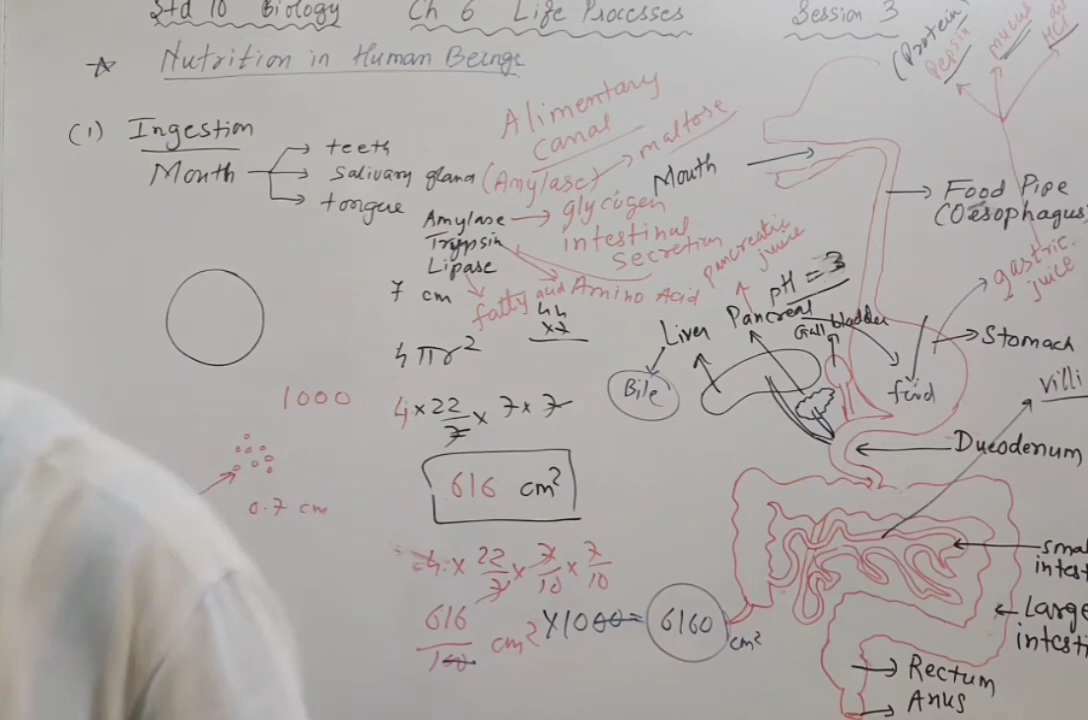 Std 10 Biology Ch 6 Life Processes Session 3
Nutrition in Human Beings
(1) Ingestion
Mouth
teeth
Salivary gland (Amylase)
maltose
tongue
Alimentary
canal
Amylase
glycogen
Trypsin
Lipase
intestinal
secretion
fatty acid
Amino Acid
7 cm
44
x7
4πr²
4 × 22/7 × 7 × 7
616 cm²
1000
0.7 cm
=4 × 22/7 × 7/10 × 7/10
616/100 cm² ×1000 = 6160 cm²
(Protein)
Pepsin
mucus
HCl
Mouth
Food Pipe
(Oesophagus
gastric
juice
pancreatic
juice
pH = 3
Liver
Pancrea
Gall bladder
Bile
food
Stomach
villi
Dueodenum
small
intest
Large
intesti
Rectum
Anus